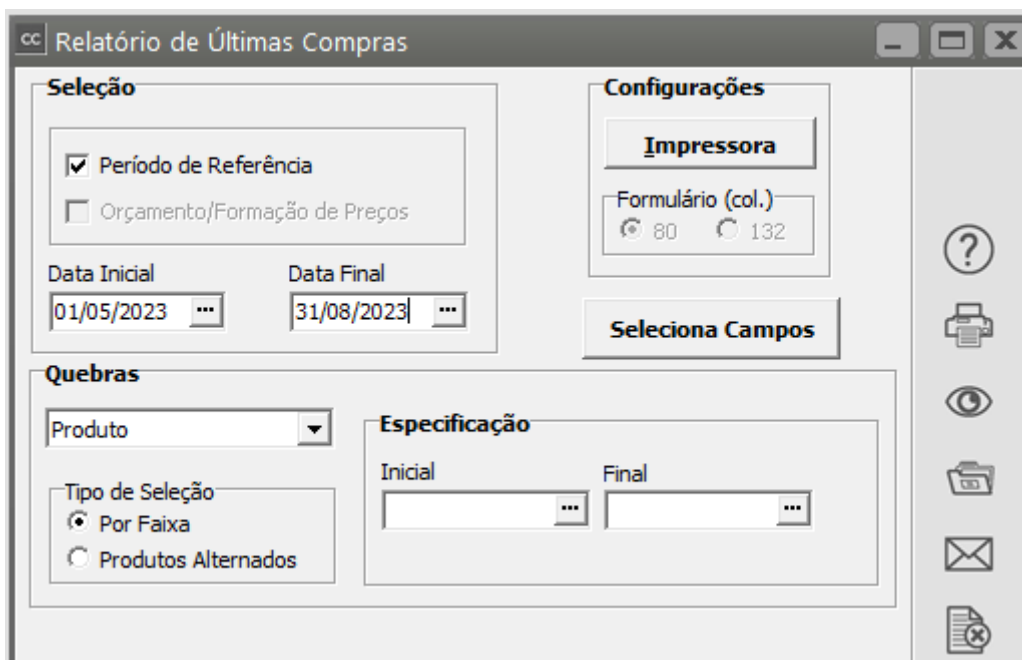 cc Relatório de Últimas Compras
Seleção
Período de Referência
Orçamento/Formação de Preços
Data Inicial Data Final
01/05/2023 ... 31/08/2023 ...
Configurações
Impressora
Formulário (col.)
80 132
Seleciona Campos
Quebras
Produto
Tipo de Seleção
Por Faixa
Produtos Alternados
Especificação
Inicial Final
... ...
?